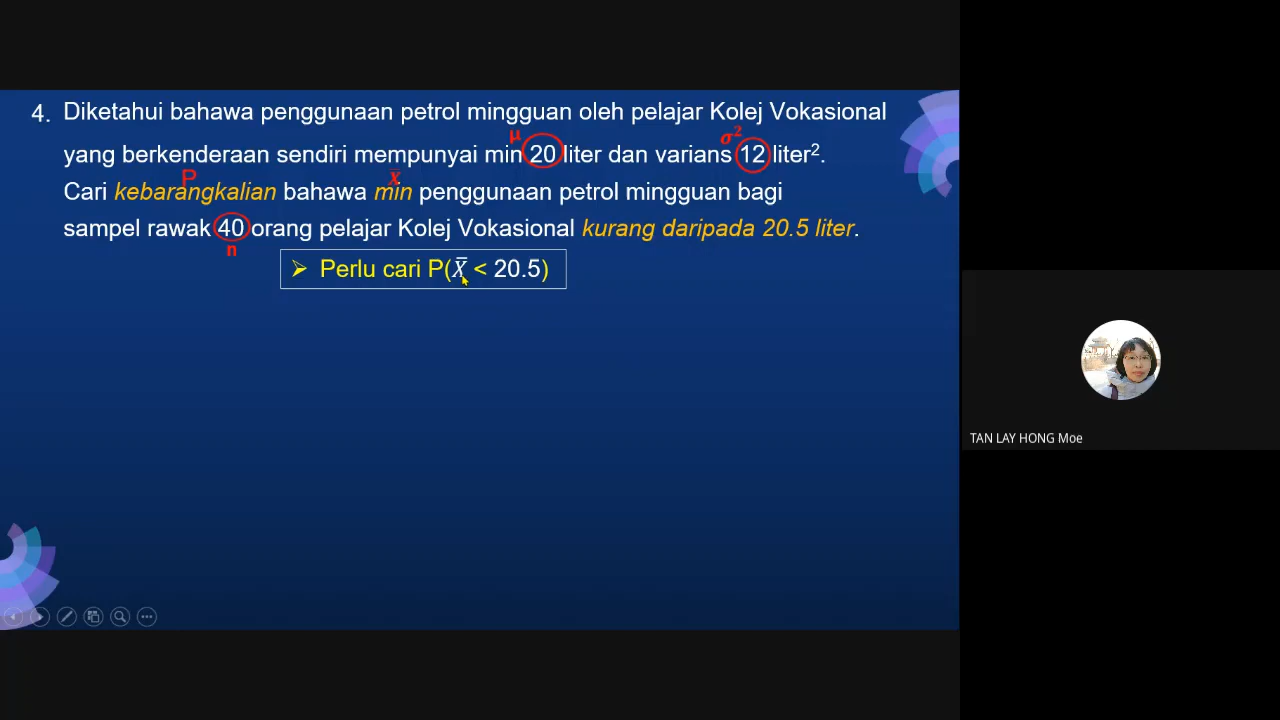 4. Diketahui bahawa penggunaan petrol mingguan oleh pelajar Kolej Vokasional
μ σ²
yang berkenderaan sendiri mempunyai min 20 liter dan varians 12 liter².
P x̄
Cari kebarangkalian bahawa min penggunaan petrol mingguan bagi
sampel rawak 40 orang pelajar Kolej Vokasional kurang daripada 20.5 liter.
n
➢ Perlu cari P(X̄ < 20.5)
TAN LAY HONG Moe